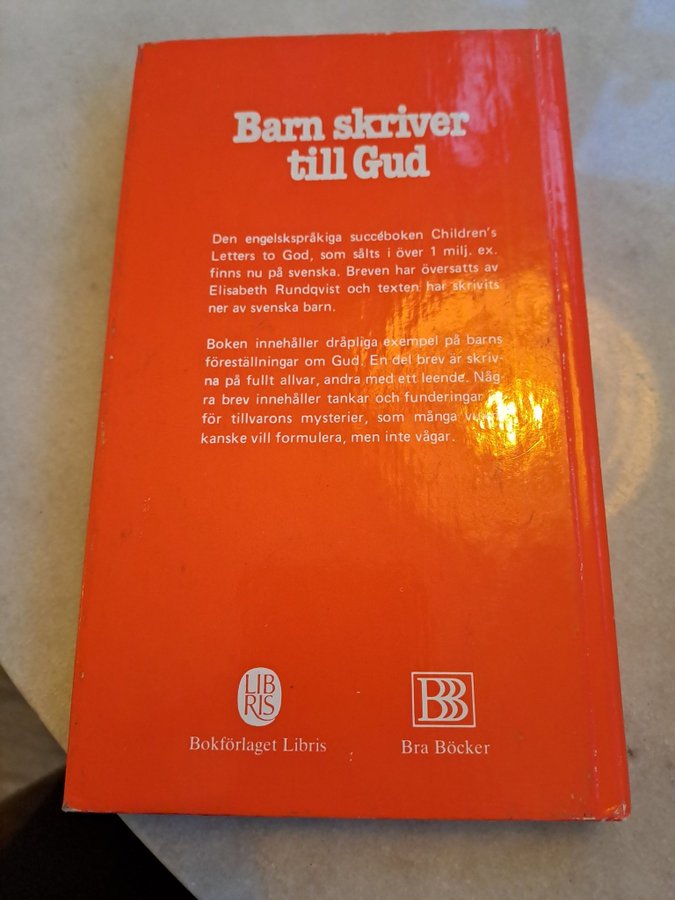 Barn skriver
till Gud
Den engelskspråkiga succéboken Children's
Letters to God, som sålts i över 1 milj. ex.
finns nu på svenska. Breven har översatts av
Elisabeth Rundqvist och texten har skrivits
ner av svenska barn.
Boken innehåller dråpliga exempel på barns
föreställningar om Gud. En del brev är skriv-
na på fullt allvar, andra med ett leende. Någ-
ra brev innehåller tankar och funderingar
för tillvarons mysterier, som många
kanske vill formulera, men inte vågar.
LIB
RIS
Bokförlaget Libris
BBB
Bra Böcker